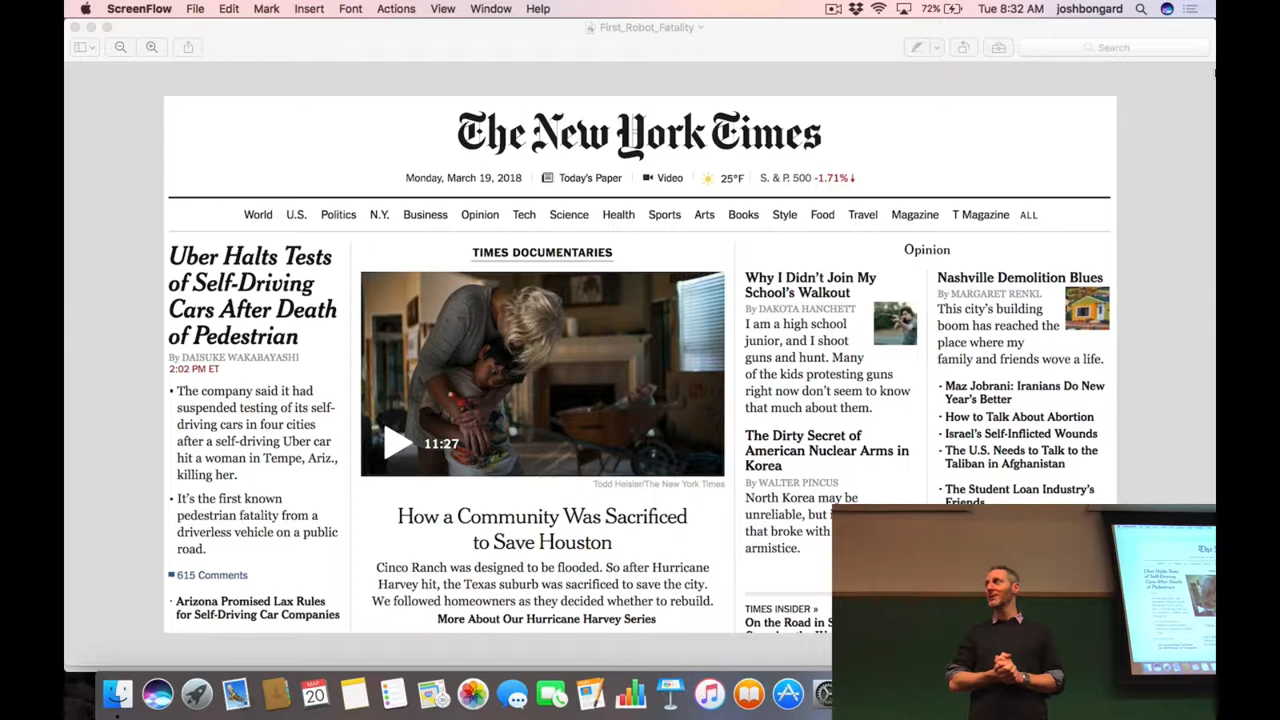 ScreenFlow File Edit Mark Insert Font Actions View Window Help 72% Tue 8:32 AM joshbongard
First_Robot_Fatality
Search
The New York Times
Monday, March 19, 2018 Today's Paper Video 25°F S. & P. 500 -1.71%↓
World U.S. Politics N.Y. Business Opinion Tech Science Health Sports Arts Books Style Food Travel Magazine T Magazine ALL
Uber Halts Tests
of Self-Driving
Cars After Death
of Pedestrian
By DAISUKE WAKABAYASHI
2:02 PM ET
• The company said it had
suspended testing of its self-
driving cars in four cities
after a self-driving Uber car
hit a woman in Tempe, Ariz.,
killing her.
• It's the first known
pedestrian fatality from a
driverless vehicle on a public
road.
615 Comments
· Arizona Promised Lax Rules
for Self-Driving Car Companies
TIMES DOCUMENTARIES
11:27
Todd Heisler/The New York Times
How a Community Was Sacrificed
to Save Houston
Cinco Ranch was designed to be flooded. So after Hurricane
Harvey hit, the Texas suburb was sacrificed to save the city.
We followed homeowners as they decided whether to rebuild.
More About Our Hurricane Harvey Series
Opinion
Why I Didn't Join My
School's Walkout
By DAKOTA HANCHETT
I am a high school
junior, and I shoot
guns and hunt. Many
of the kids protesting guns
right now don't seem to know
that much about them.
The Dirty Secret of
American Nuclear Arms in
Korea
By WALTER PINCUS
North Korea may be
unreliable, but
that broke with
armistice.
TIMES INSIDER »
On the Road in
Nashville Demolition Blues
By MARGARET RENKL
This city's building
boom has reached the
place where my
family and friends wove a life.
· Maz Jobrani: Iranians Do New
Year's Better
· How to Talk About Abortion
· Israel's Self-Inflicted Wounds
· The U.S. Needs to Talk to the
Taliban in Afghanistan
· The Student Loan Industry's
Friends
MAR
20